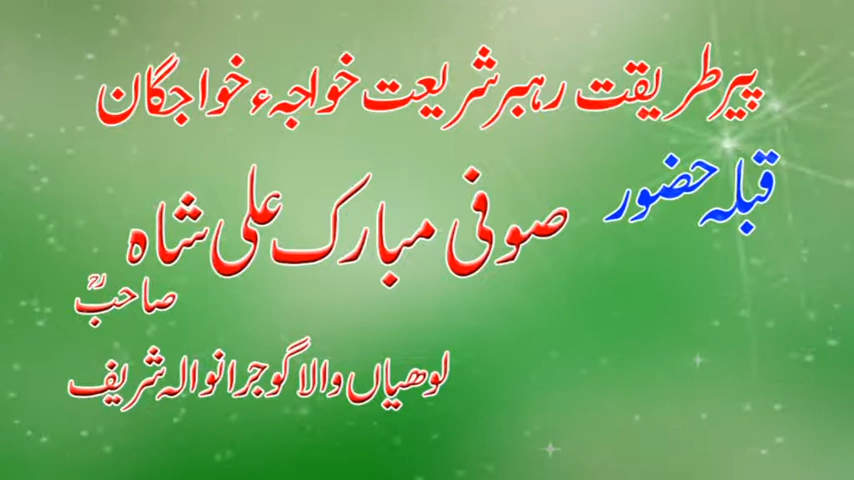 پیر طریقت رہبر شریعت خواجہء خواجگان
قبلہ حضور
صوفی مبارک علی شاہ
صاحبؒ
لوھیاں والا گوجرانوالہ شریف